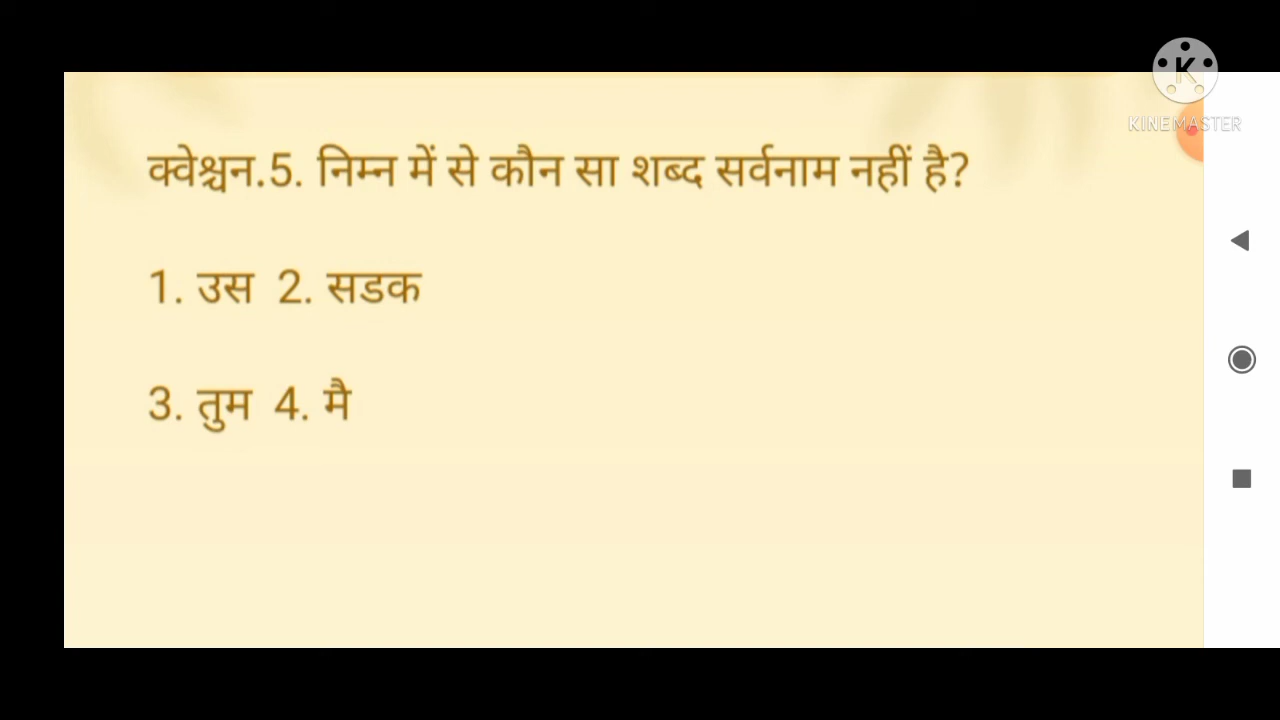 KINEMASTER
क्वेश्चन.5. निम्न में से कौन सा शब्द सर्वनाम नहीं है?
1. उस 2. सडक
3. तुम 4. मै